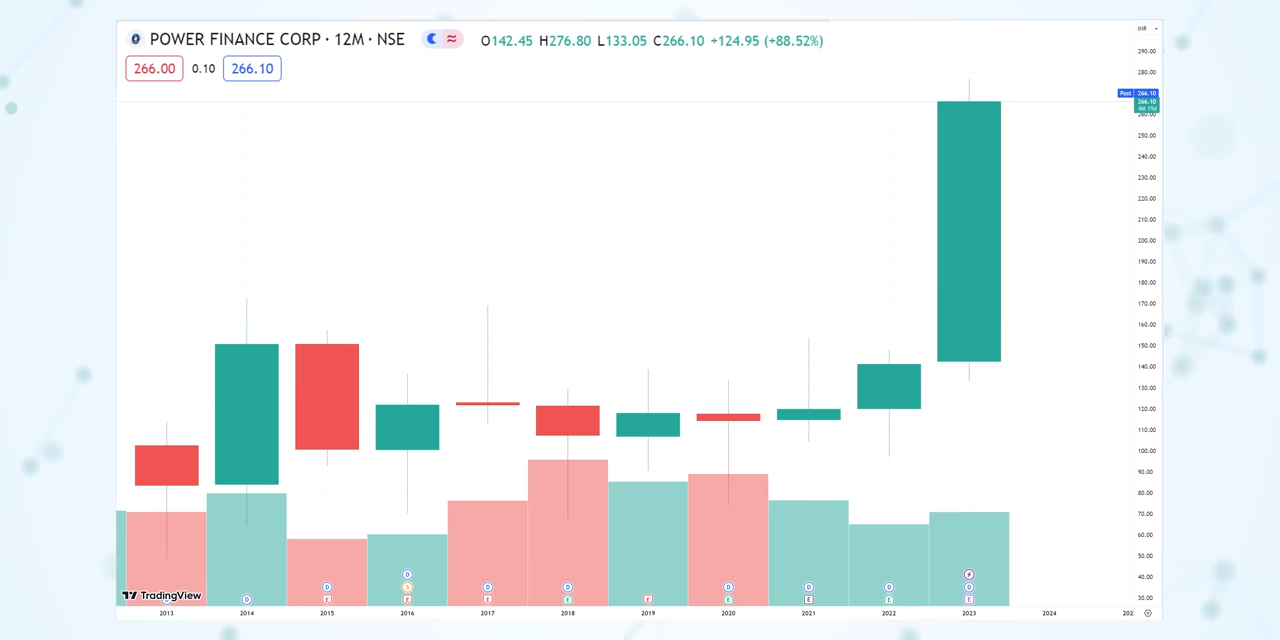 POWER FINANCE CORP · 12M · NSE O142.45 H276.80 L133.05 C266.10 +124.95 (+88.52%)
266.00 0.10 266.10
INR
290.00
280.00
Post 266.10
266.10
4M 19d
260.00
250.00
240.00
230.00
220.00
210.00
200.00
190.00
180.00
170.00
160.00
150.00
140.00
130.00
120.00
110.00
100.00
90.00
80.00
70.00
60.00
50.00
40.00
30.00
D
D D D D D D D
D E S E D E D E E E E E E
TradingView
2013 2014 2015 2016 2017 2018 2019 2020 2021 2022 2023 2024 202